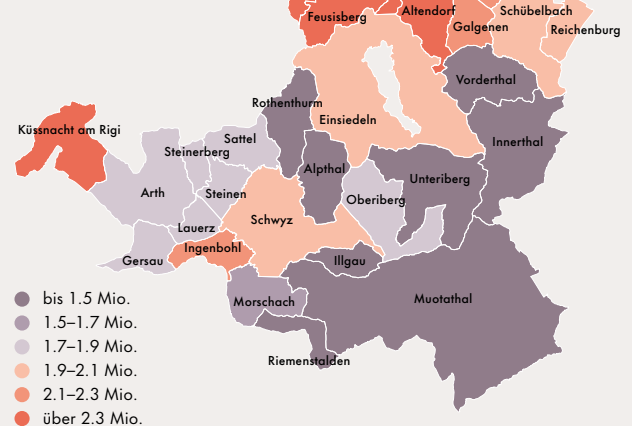 Feusisberg
Altendorf
Schübelbach
Galgenen
Reichenburg
Vorderthal
Rothenthurm
Einsiedeln
Küssnacht am Rigi
Sattel
Innerthal
Steinerberg
Alpthal
Unteriberg
Arth
Steinen
Oberiberg
Schwyz
Lauerz
Ingenbohl
Gersau
Illgau
Morschach
Muotathal
Riemenstalden
bis 1.5 Mio.
1.5–1.7 Mio.
1.7–1.9 Mio.
1.9–2.1 Mio.
2.1–2.3 Mio.
über 2.3 Mio.